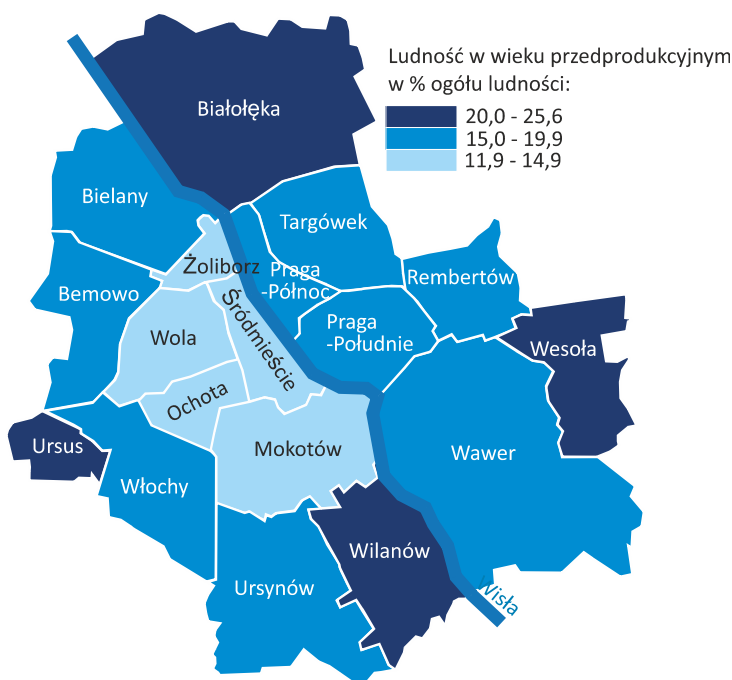 Ludność w wieku przedprodukcyjnym
w % ogółu ludności:
20,0 - 25,6
15,0 - 19,9
11,9 - 14,9
Białołęka
Bielany
Targówek
Żoliborz
Praga
-Północ
Rembertów
Bemowo
Śródmieście
Wola
Praga
-Południe
Wesoła
Ochota
Ursus
Mokotów
Wawer
Włochy
Wilanów
Ursynów
Wisła